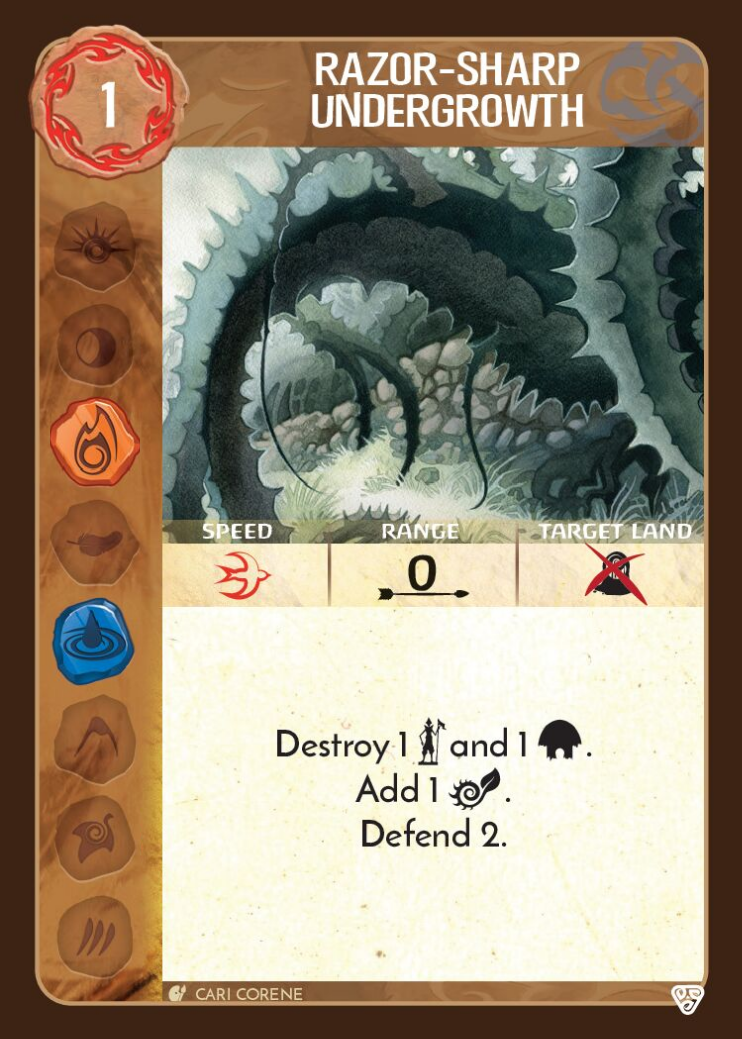 1
RAZOR-SHARP
UNDERGROWTH
SPEED RANGE TARGET LAND
0
Destroy 1 and 1 .
Add 1 .
Defend 2.
CARI CORENE